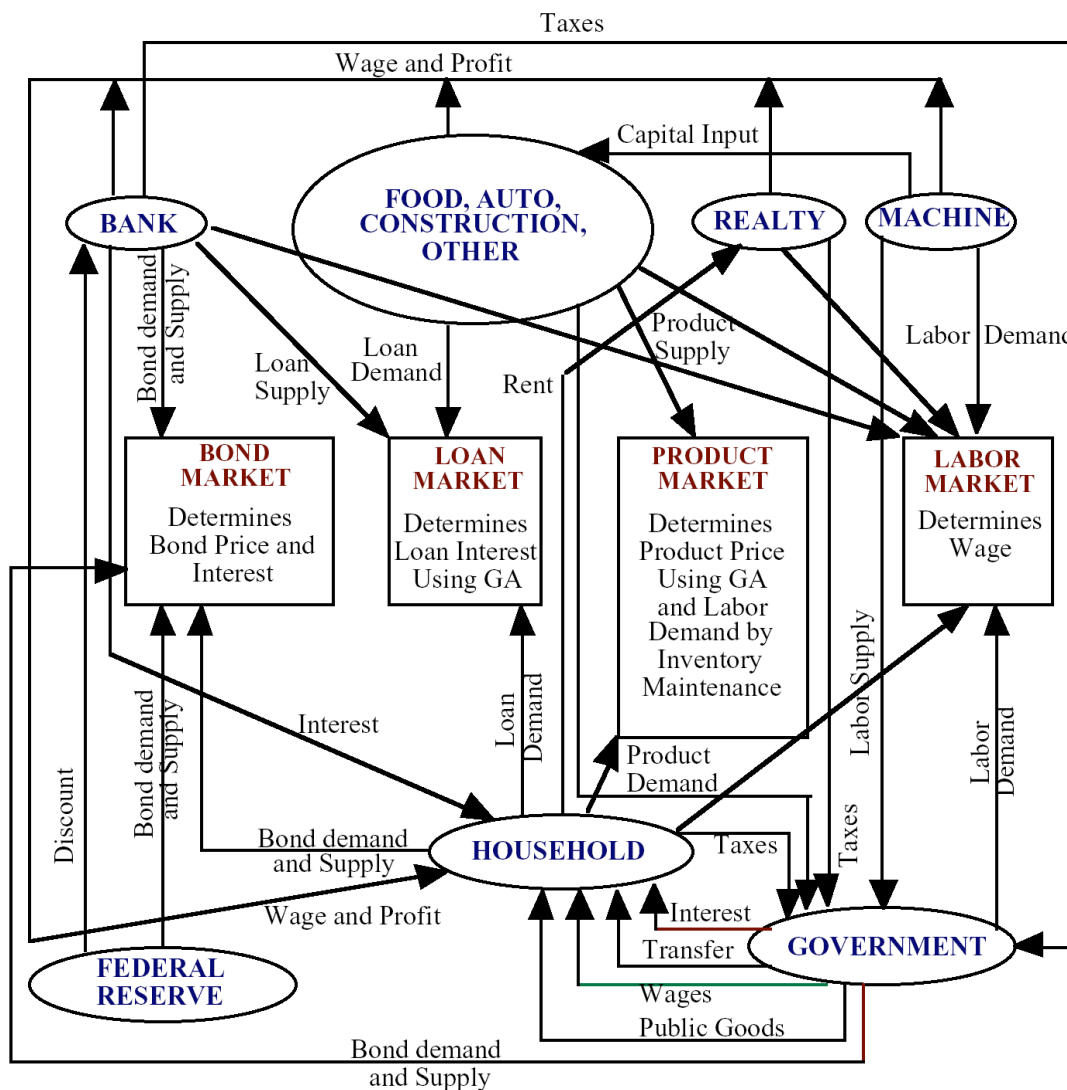 Taxes
Wage and Profit
Capital Input
BANK
FOOD, AUTO,
CONSTRUCTION,
OTHER
REALTY
MACHINE
Bond demand
and Supply
Loan
Supply
Loan
Demand
Rent
Product
Supply
Labor Demand
BOND
MARKET
Determines
Bond Price and
Interest
LOAN
MARKET
Determines
Loan Interest
Using GA
PRODUCT
MARKET
Determines
Product Price
Using GA
and Labor
Demand by
Inventory
Maintenance
LABOR
MARKET
Determines
Wage
Discount
Bond demand
and Supply
Interest
Loan
Demand
Product
Demand
Labor Supply
Labor
Demand
Bond demand
and Supply
HOUSEHOLD
Taxes
Taxes
Wage and Profit
Interest
Transfer
Wages
Public Goods
GOVERNMENT
FEDERAL
RESERVE
Bond demand
and Supply